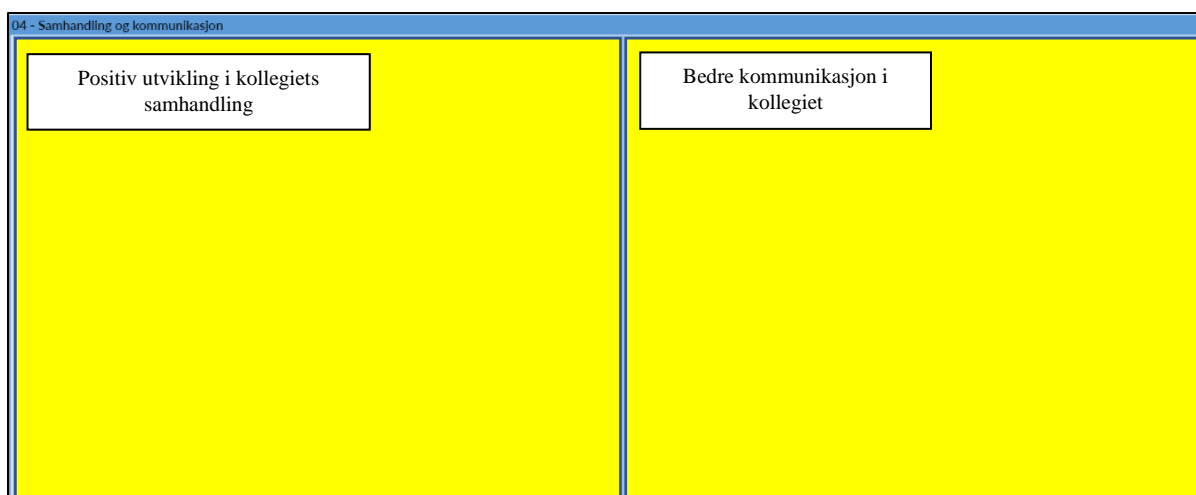 04 - Samhandling og kommunikasjon
Positiv utvikling i kollegiets
samhandling
Bedre kommunikasjon i
kollegiet